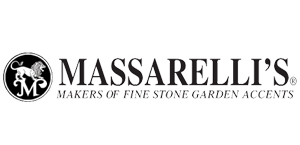 M
MASSARELLI'S®
MAKERS OF FINE STONE GARDEN ACCENTS